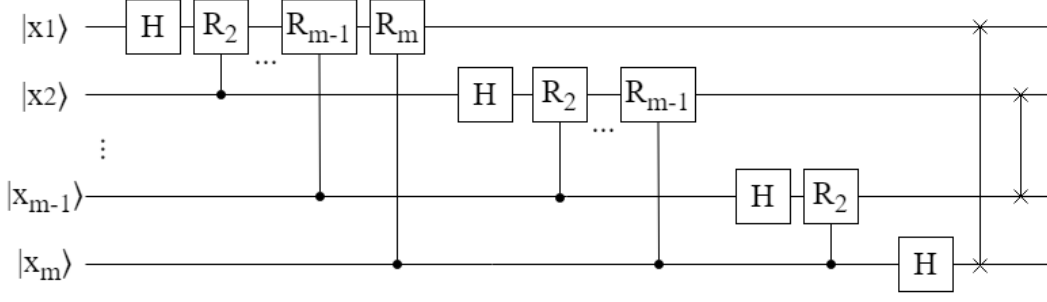 |x1⟩ H R2 ... Rm-1 Rm
|x2⟩ H R2 ... Rm-1
⋮
|xm-1⟩ H R2
|xm⟩ H